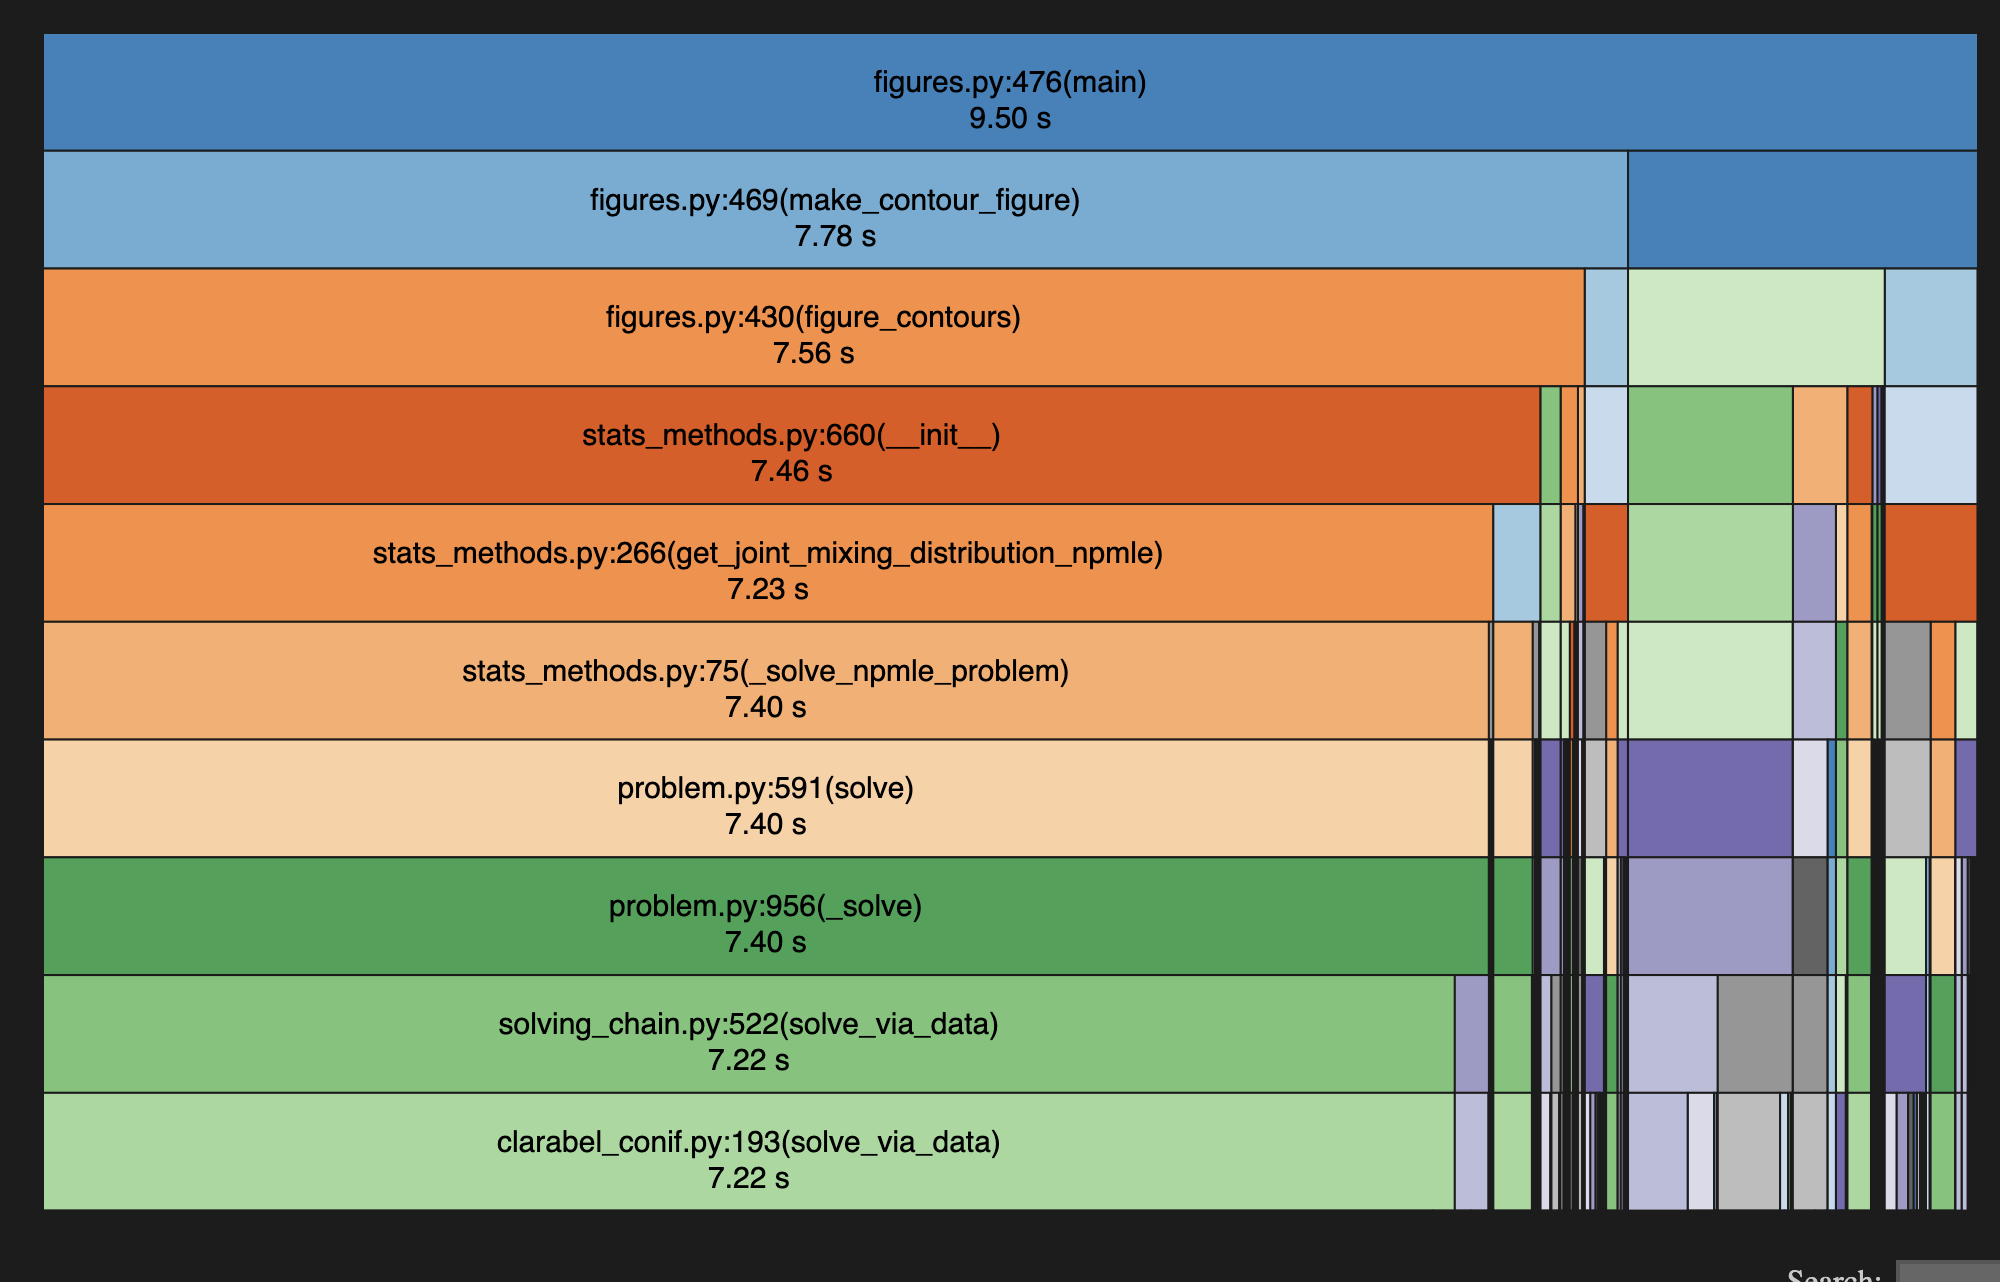 figures.py:476(main)
9.50 s
figures.py:469(make_contour_figure)
7.78 s
figures.py:430(figure_contours)
7.56 s
stats_methods.py:660(__init__)
7.46 s
stats_methods.py:266(get_joint_mixing_distribution_npmle)
7.23 s
stats_methods.py:75(_solve_npmle_problem)
7.40 s
problem.py:591(solve)
7.40 s
problem.py:956(_solve)
7.40 s
solving_chain.py:522(solve_via_data)
7.22 s
clarabel_conif.py:193(solve_via_data)
7.22 s
Search: